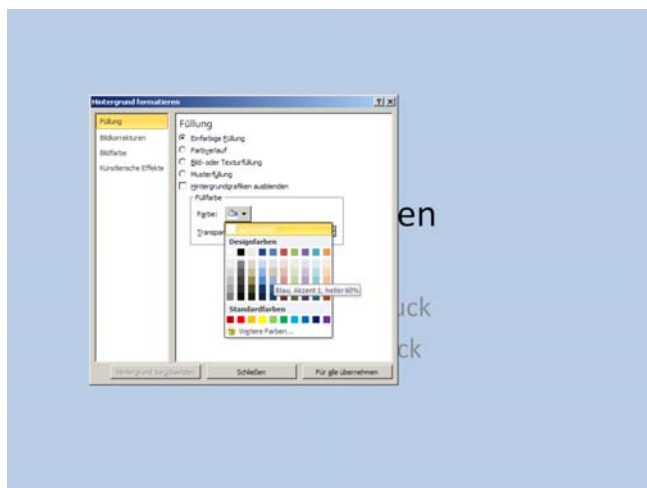 Hintergrund formatieren
Füllung
Bildkorrekturen
Bildfarbe
Künstlerische Effekte
Füllung
Einfarbige Füllung
Farbverlauf
Bild- oder Texturfüllung
Musterfüllung
Hintergrundgrafiken ausblenden
Füllfarbe
Farbe:
Transpar
Designfarben
Blau, Akzent 1, heller 60%
Standardfarben
Weitere Farben...
en
uck
ck
Hintergrund zurücksetzen
Schließen
Für alle übernehmen